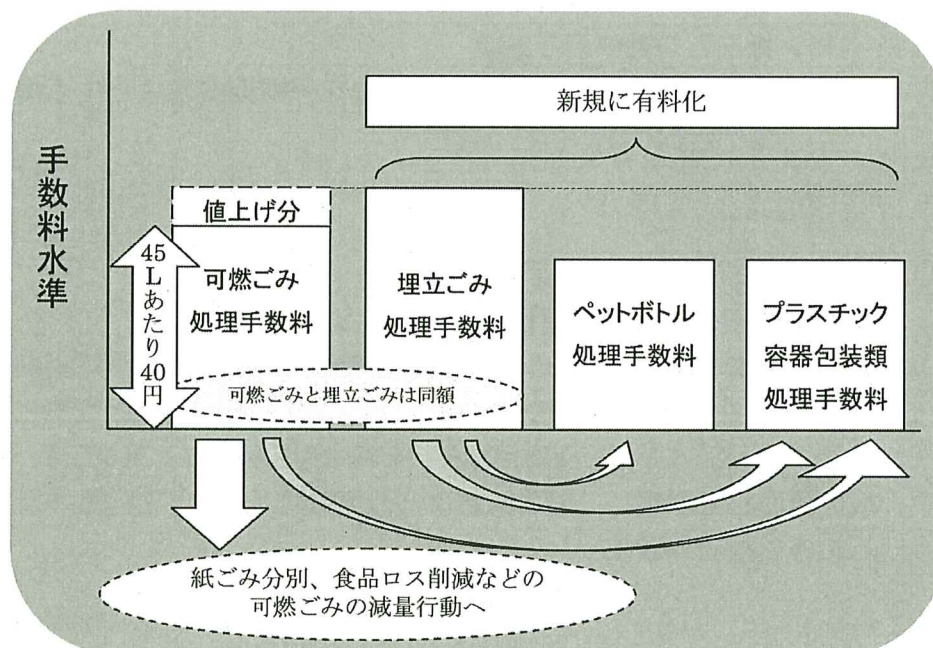 新規に有料化
手数料水準
値上げ分
45Lあたり40円
可燃ごみ
処理手数料
埋立ごみ
処理手数料
ペットボトル
処理手数料
プラスチック
容器包装類
処理手数料
可燃ごみと埋立ごみは同額
紙ごみ分別、食品ロス削減などの
可燃ごみの減量行動へ